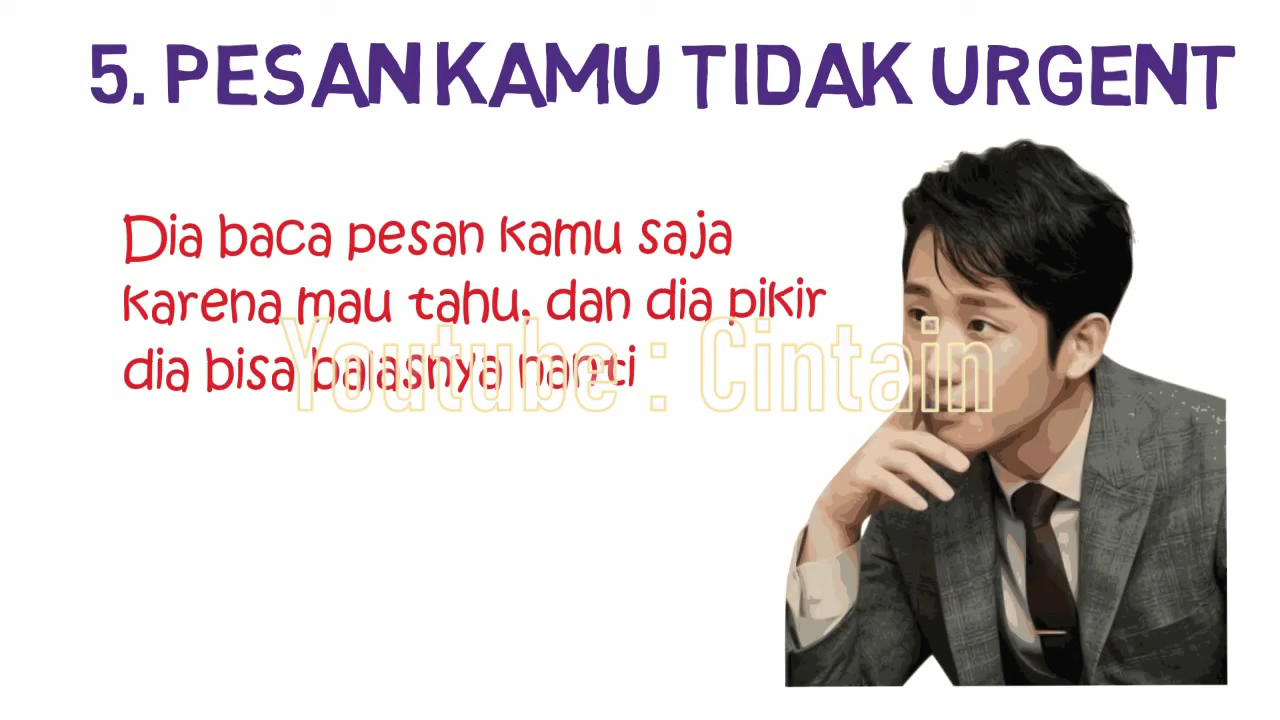 5. PESAN KAMU TIDAK URGENT
Dia baca pesan kamu saja
karena mau tahu, dan dia pikir
dia bisa balasnya nanti
Youtube : Cintain